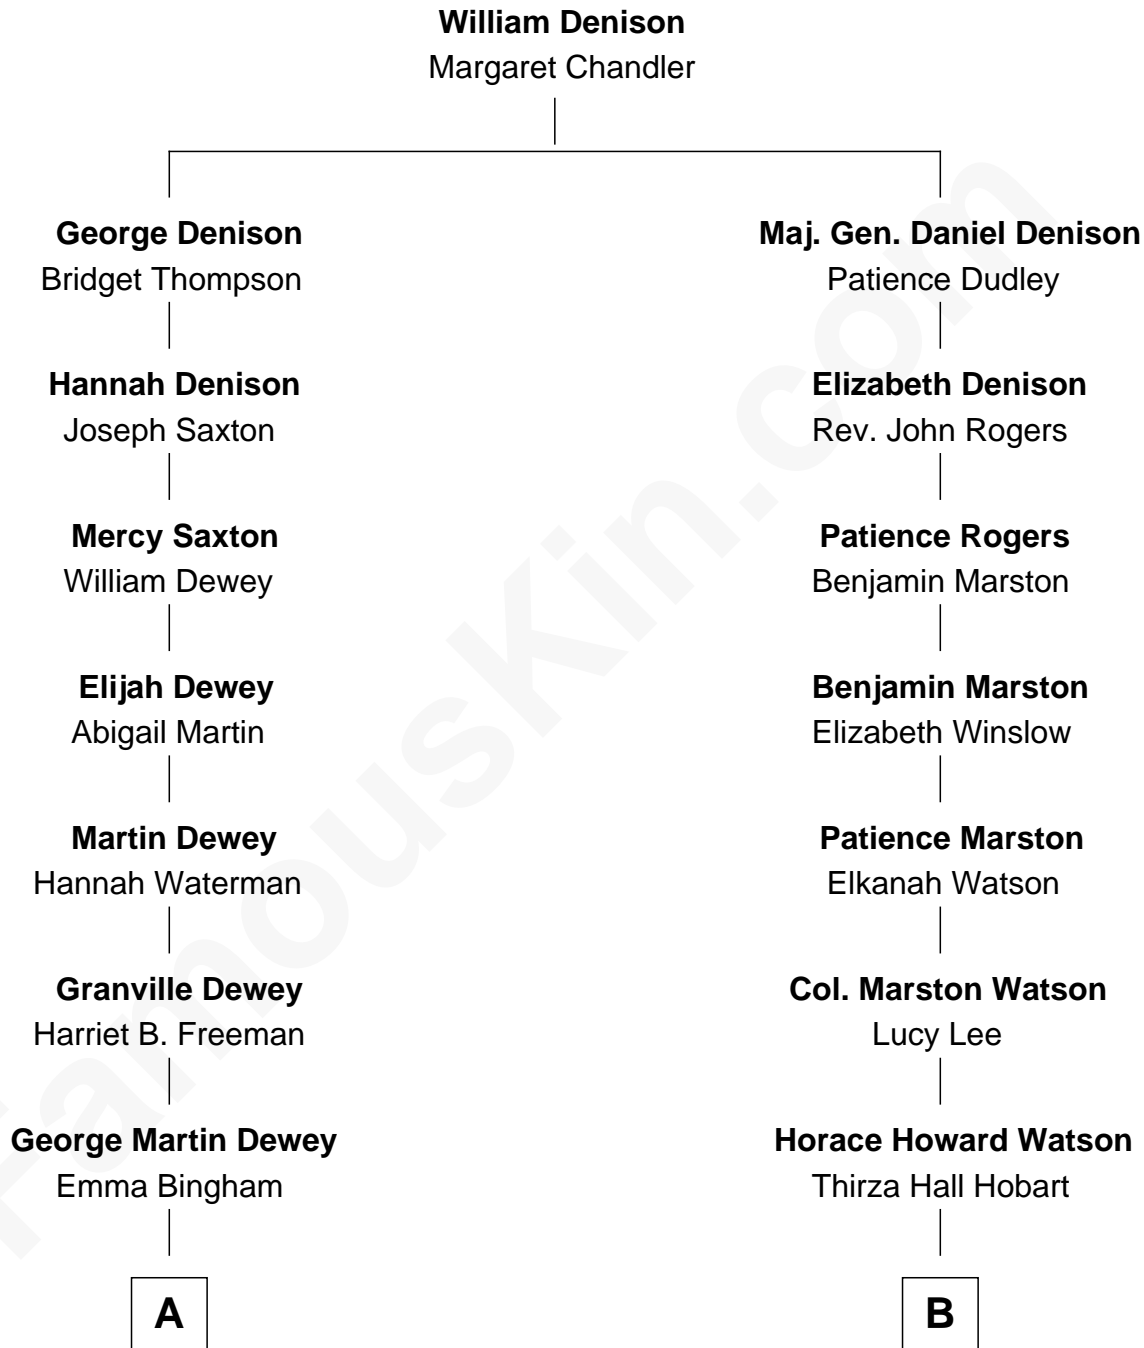 William Denison
Margaret Chandler
George Denison
Bridget Thompson
Maj. Gen. Daniel Denison
Patience Dudley
Hannah Denison
Joseph Saxton
Elizabeth Denison
Rev. John Rogers
Mercy Saxton
William Dewey
Patience Rogers
Benjamin Marston
Elijah Dewey
Abigail Martin
Benjamin Marston
Elizabeth Winslow
Martin Dewey
Hannah Waterman
Patience Marston
Elkanah Watson
Granville Dewey
Harriet B. Freeman
Col. Marston Watson
Lucy Lee
George Martin Dewey
Emma Bingham
Horace Howard Watson
Thirza Hall Hobart
A
B
FamousKin.com